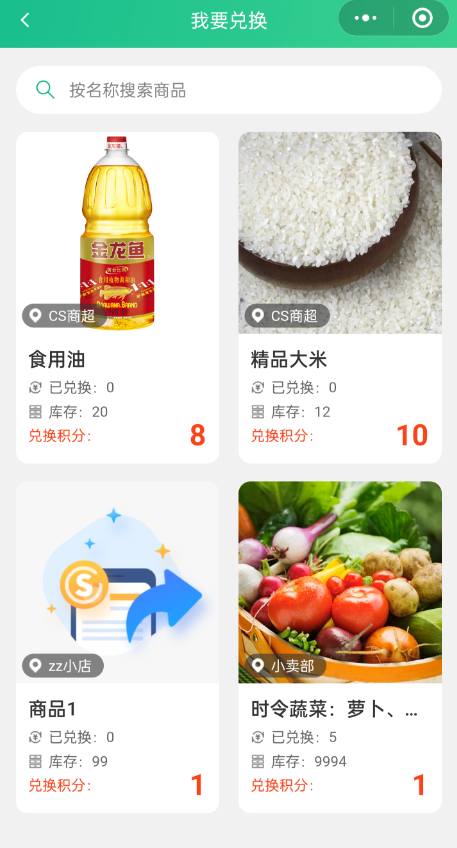 我要兑换
按名称搜索商品
金龙鱼
CS商超
CS商超
食用油
已兑换：0
库存：20
兑换积分：
8
精品大米
已兑换：0
库存：12
兑换积分：
10
zz小店
小卖部
商品1
已兑换：0
库存：99
兑换积分：
1
时令蔬菜：萝卜、...
已兑换：5
库存：9994
兑换积分：
1